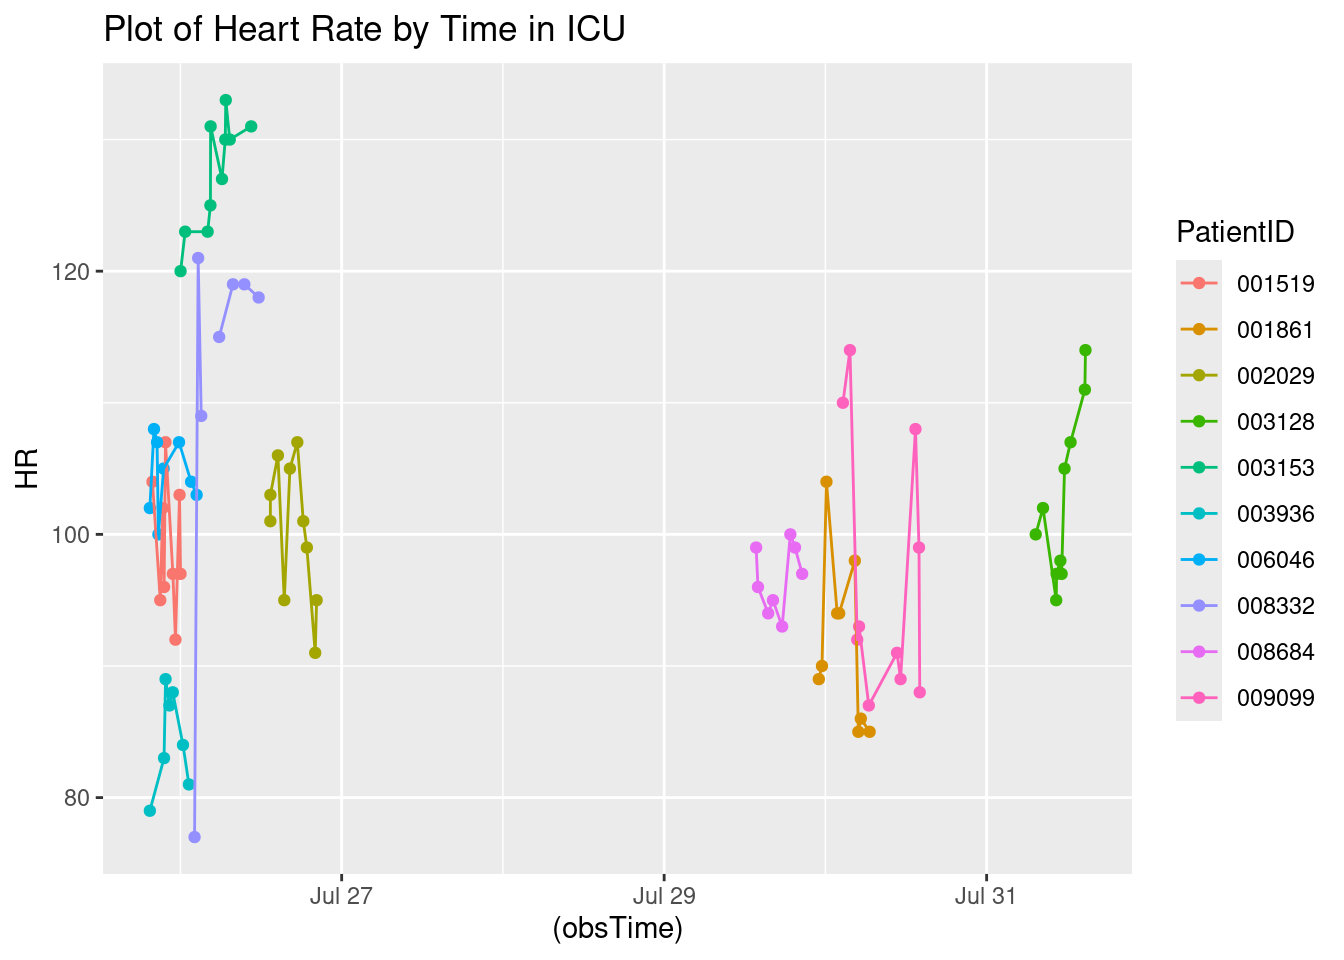 Plot of Heart Rate by Time in ICU
HR
120
100
80
Jul 27
Jul 29
Jul 31
(obsTime)
PatientID
001519
001861
002029
003128
003153
003936
006046
008332
008684
009099